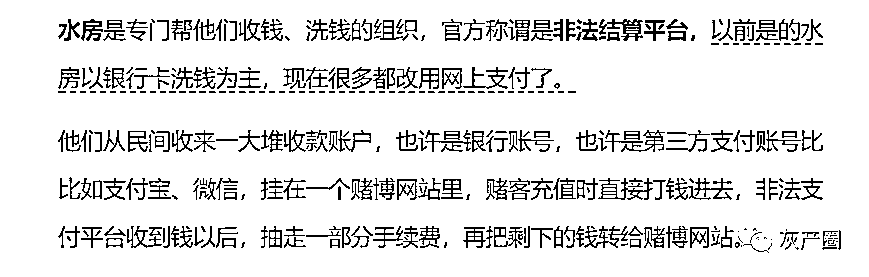 水房是专门帮他们收钱、洗钱的组织，官方称谓是非法结算平台，以前是的水
房以银行卡洗钱为主，现在很多都改用网上支付了。
他们从民间收来一大堆收款账户，也许是银行账号，也许是第三方支付账号比
比如支付宝、微信，挂在一个赌博网站里，赌客充值时直接打钱进去，非法支
付平台收到钱以后，抽走一部分手续费，再把剩下的钱转给赌博网站。
灰产圈